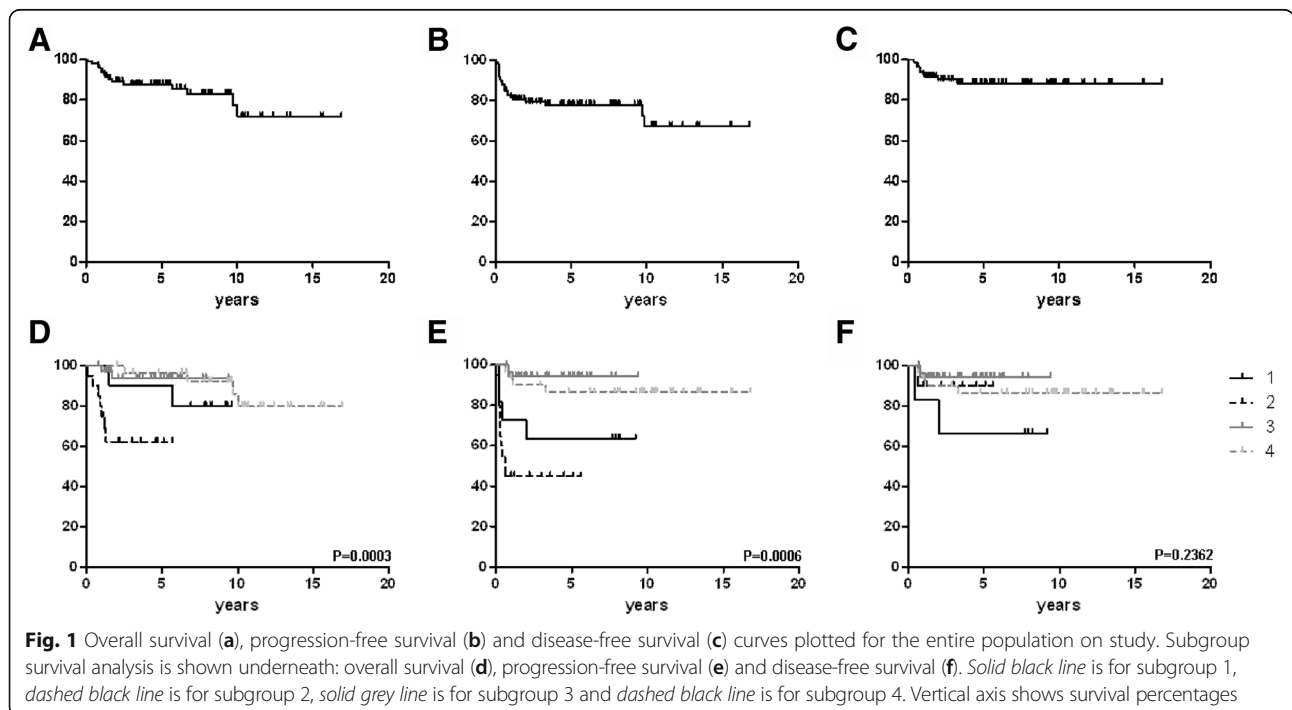 A
B
C
100
80
60
40
20
0
0 5 10 15 20
years
100
80
60
40
20
0
0 5 10 15 20
years
100
80
60
40
20
0
0 5 10 15 20
years
D
E
F
100
80
60
40
20
0
P=0.0003
0 5 10 15 20
years
100
80
60
40
20
0
P=0.0006
0 5 10 15 20
years
100
80
60
40
20
0
P=0.2362
0 5 10 15 20
years
1
2
3
4
Fig. 1 Overall survival (a), progression-free survival (b) and disease-free survival (c) curves plotted for the entire population on study. Subgroup
survival analysis is shown underneath: overall survival (d), progression-free survival (e) and disease-free survival (f). Solid black line is for subgroup 1,
dashed black line is for subgroup 2, solid grey line is for subgroup 3 and dashed black line is for subgroup 4. Vertical axis shows survival percentages